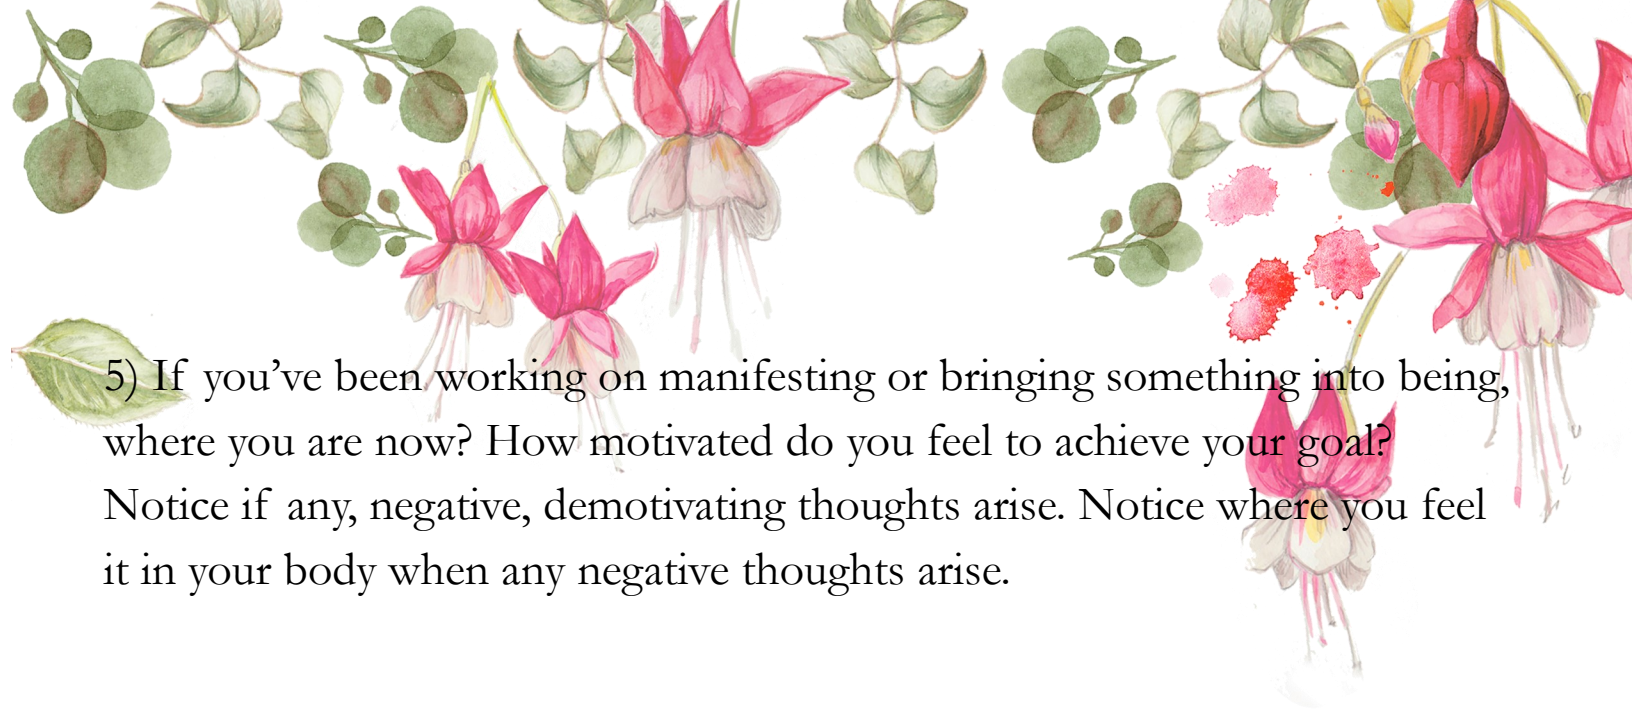 5) If you’ve been working on manifesting or bringing something into being,
where you are now? How motivated do you feel to achieve your goal?
Notice if any, negative, demotivating thoughts arise. Notice where you feel
it in your body when any negative thoughts arise.